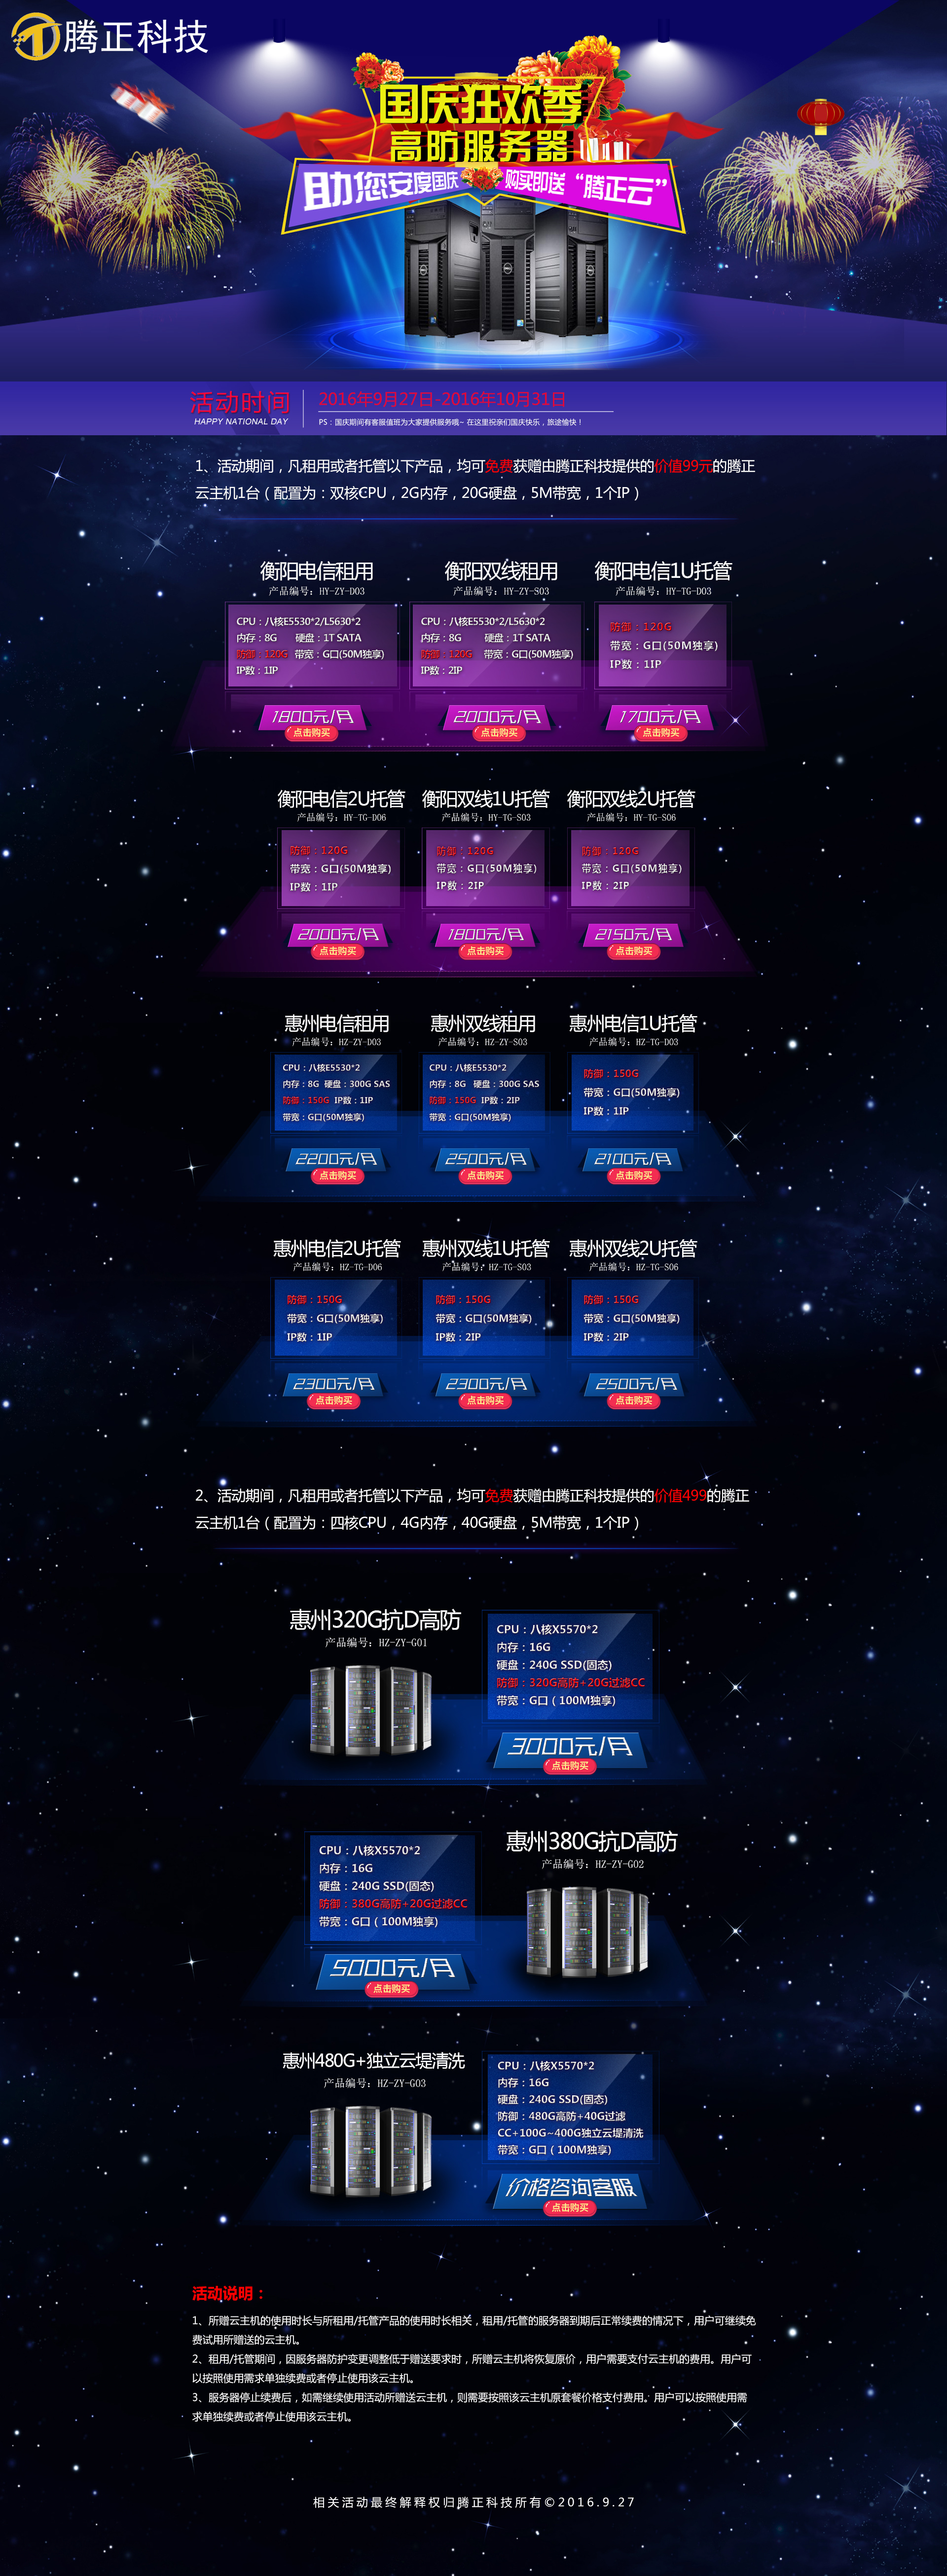 腾正科技
国庆狂欢季
高防服务器
助您安度国庆 购买即送“腾正云”
活动时间
HAPPY NATIONAL DAY
2016年9月27日-2016年10月31日
PS：国庆期间有客服值班为大家提供服务哦~ 在这里祝亲们国庆快乐，旅途愉快！
1、活动期间，凡租用或者托管以下产品，均可免费获赠由腾正科技提供的价值99元的腾正
云主机1台（配置为：双核CPU，2G内存，20G硬盘，5M带宽，1个IP）
衡阳电信租用
产品编号：HY-ZY-D03
CPU：八核E5530*2/L5630*2
内存：8G 硬盘：1T SATA
防御：120G 带宽：G口(50M独享)
IP数：1IP
1800元/月
点击购买
衡阳双线租用
产品编号：HY-ZY-S03
CPU：八核E5530*2/L5630*2
内存：8G 硬盘：1T SATA
防御：120G 带宽：G口(50M独享)
IP数：2IP
2000元/月
点击购买
衡阳电信1U托管
产品编号：HY-TG-D03
防御：120G
带宽：G口(50M独享)
IP数：1IP
1700元/月
点击购买
衡阳电信2U托管
产品编号：HY-TG-D06
防御：120G
带宽：G口(50M独享)
IP数：1IP
2000元/月
点击购买
衡阳双线1U托管
产品编号：HY-TG-S03
防御：120G
带宽：G口(50M独享)
IP数：2IP
1800元/月
点击购买
衡阳双线2U托管
产品编号：HY-TG-S06
防御：120G
带宽：G口(50M独享)
IP数：2IP
2150元/月
点击购买
惠州电信租用
产品编号：HZ-ZY-D03
CPU：八核E5530*2
内存：8G 硬盘：300G SAS
防御：150G IP数：1IP
带宽：G口(50M独享)
2200元/月
点击购买
惠州双线租用
产品编号：HZ-ZY-S03
CPU：八核E5530*2
内存：8G 硬盘：300G SAS
防御：150G IP数：2IP
带宽：G口(50M独享)
2500元/月
点击购买
惠州电信1U托管
产品编号：HZ-TG-D03
防御：150G
带宽：G口(50M独享)
IP数：1IP
2100元/月
点击购买
惠州电信2U托管
产品编号：HZ-TG-D06
防御：150G
带宽：G口(50M独享)
IP数：1IP
2300元/月
点击购买
惠州双线1U托管
产品编号：HZ-TG-S03
防御：150G
带宽：G口(50M独享)
IP数：2IP
2300元/月
点击购买
惠州双线2U托管
产品编号：HZ-TG-S06
防御：150G
带宽：G口(50M独享)
IP数：2IP
2500元/月
点击购买
2、活动期间，凡租用或者托管以下产品，均可免费获赠由腾正科技提供的价值499的腾正
云主机1台（配置为：四核CPU，4G内存，40G硬盘，5M带宽，1个IP）
惠州320G抗D高防
产品编号：HZ-ZY-G01
CPU：八核X5570*2
内存：16G
硬盘：240G SSD(固态)
防御：320G高防+20G过滤CC
带宽：G口（100M独享)
3000元/月
点击购买
CPU：八核X5570*2
内存：16G
硬盘：240G SSD(固态)
防御：380G高防+20G过滤CC
带宽：G口（100M独享)
5000元/月
点击购买
惠州380G抗D高防
产品编号：HZ-ZY-G02
惠州480G+独立云堤清洗
产品编号：HZ-ZY-G03
CPU：八核X5570*2
内存：16G
硬盘：240G SSD(固态)
防御：480G高防+40G过滤
CC+100G~400G独立云堤清洗
带宽：G口（100M独享)
价格咨询客服
点击购买
活动说明：
1、所赠云主机的使用时长与所租用/托管产品的使用时长相关，租用/托管的服务器到期后正常续费的情况下，用户可继续免
费试用所赠送的云主机。
2、租用/托管期间，因服务器防护变更调整低于赠送要求时，所赠云主机将恢复原价，用户需要支付云主机的费用。用户可
以按照使用需求单独续费或者停止使用该云主机。
3、服务器停止续费后，如需继续使用活动所赠送云主机，则需要按照该云主机原套餐价格支付费用。用户可以按照使用需
求单独续费或者停止使用该云主机。
相关活动最终解释权归腾正科技所有©2016.9.27